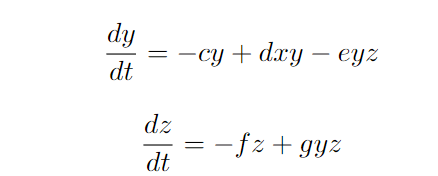 dy/dt = −cy + dxy − eyz
dz/dt = −fz + gyz